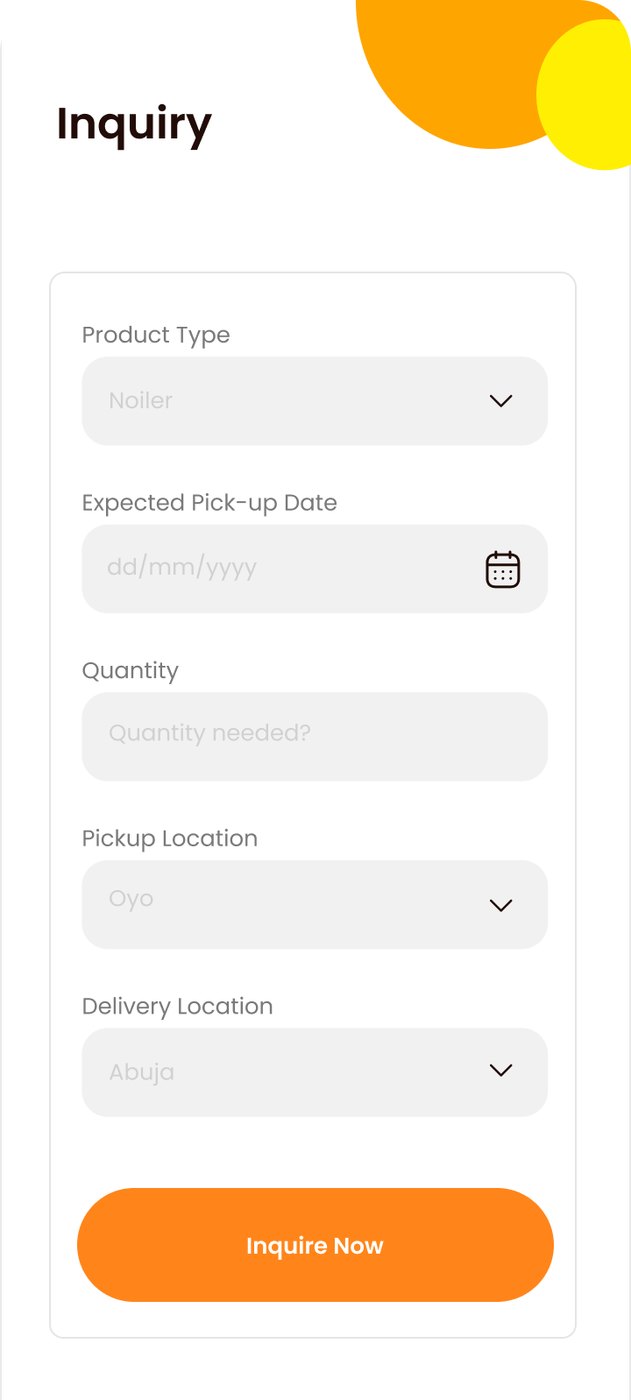 Inquiry
Product Type
Noiler
Expected Pick-up Date
dd/mm/yyyy
Quantity
Quantity needed?
Pickup Location
Oyo
Delivery Location
Abuja
Inquire Now